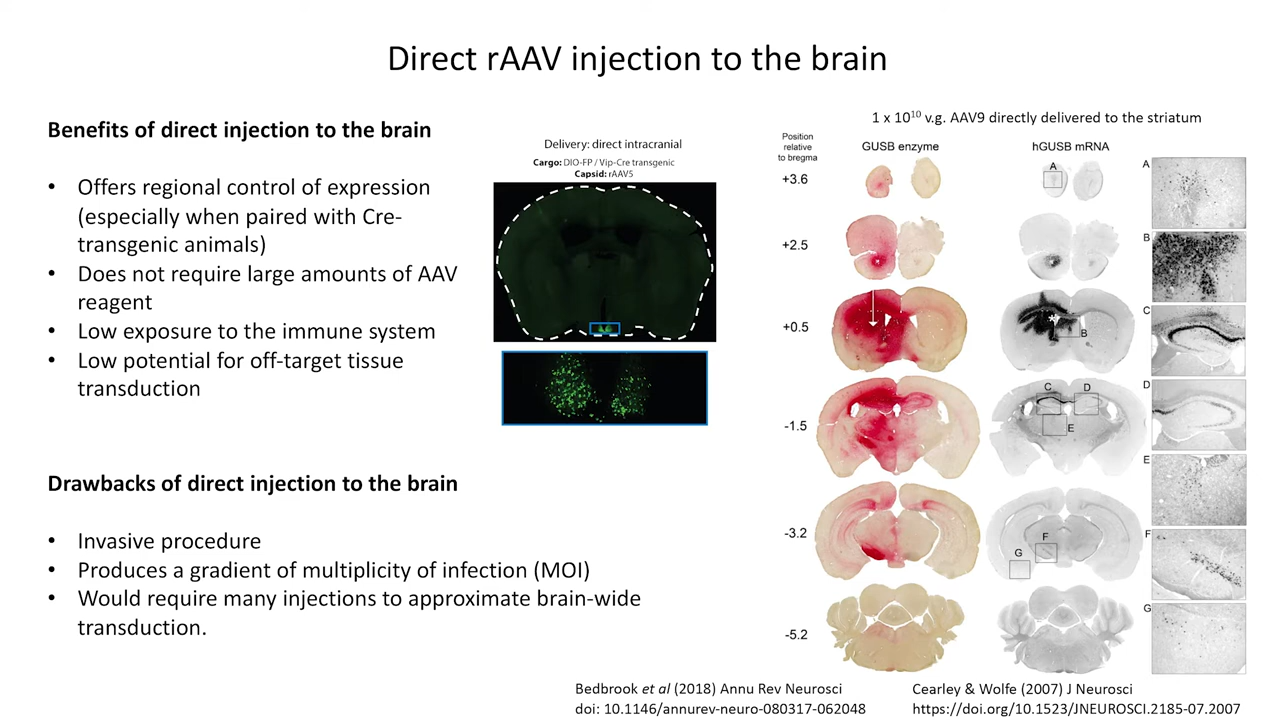 Direct rAAV injection to the brain
Benefits of direct injection to the brain
• Offers regional control of expression
(especially when paired with Cre-
transgenic animals)
• Does not require large amounts of AAV
reagent
• Low exposure to the immune system
• Low potential for off-target tissue
transduction
Drawbacks of direct injection to the brain
• Invasive procedure
• Produces a gradient of multiplicity of infection (MOI)
• Would require many injections to approximate brain-wide
transduction.
Delivery: direct intracranial
Cargo: DIO-FP / Vip-Cre transgenic
Capsid: rAAV5
1 x 10¹⁰ v.g. AAV9 directly delivered to the striatum
Position
relative
to bregma
GUSB enzyme
hGUSB mRNA
+3.6
A
A
+2.5
B
+0.5
B
C
-1.5
C
D
E
D
E
-3.2
F
G
F
-5.2
G
Bedbrook et al (2018) Annu Rev Neurosci
doi: 10.1146/annurev-neuro-080317-062048
Cearley & Wolfe (2007) J Neurosci
https://doi.org/10.1523/JNEUROSCI.2185-07.2007